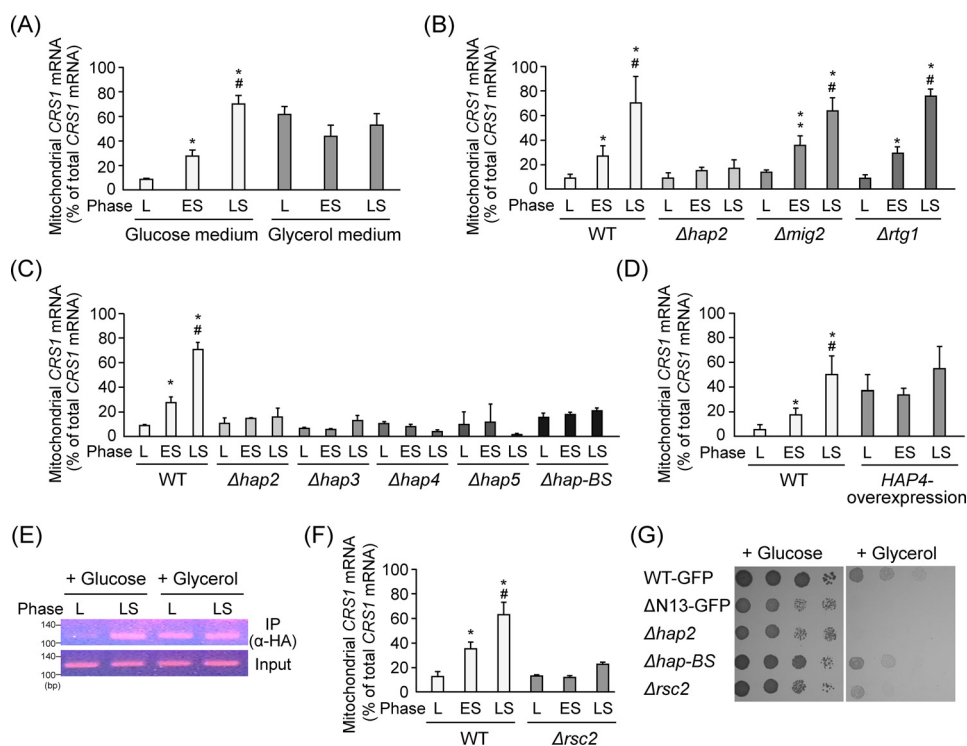 (A)
Mitochondrial CRS1 mRNA
(% of total CRS1 mRNA)
100
80
60
40
20
0
*
*
#
Phase L ES LS L ES LS
Glucose medium Glycerol medium
(B)
Mitochondrial CRS1 mRNA
(% of total CRS1 mRNA)
100
80
60
40
20
0
*
*
#
*
*
*
#
*
*
#
Phase L ES LS L ES LS L ES LS L ES LS
WT Δhap2 Δmig2 Δrtg1
(C)
Mitochondrial CRS1 mRNA
(% of total CRS1 mRNA)
100
80
60
40
20
0
*
*
#
Phase L ES LS L ES LS L ES LS L ES LS L ES LS L ES LS
WT Δhap2 Δhap3 Δhap4 Δhap5 Δhap-BS
(D)
Mitochondrial CRS1 mRNA
(% of total CRS1 mRNA)
100
80
60
40
20
0
*
*
#
Phase L ES LS L ES LS
WT HAP4-
overexpression
(E)
+ Glucose + Glycerol
Phase L LS L LS
140
100
IP
(α-HA)
140
100
Input
(bp)
(F)
Mitochondrial CRS1 mRNA
(% of total CRS1 mRNA)
100
80
60
40
20
0
*
*
#
Phase L ES LS L ES LS
WT Δrsc2
(G)
+ Glucose + Glycerol
WT-GFP
ΔN13-GFP
Δhap2
Δhap-BS
Δrsc2